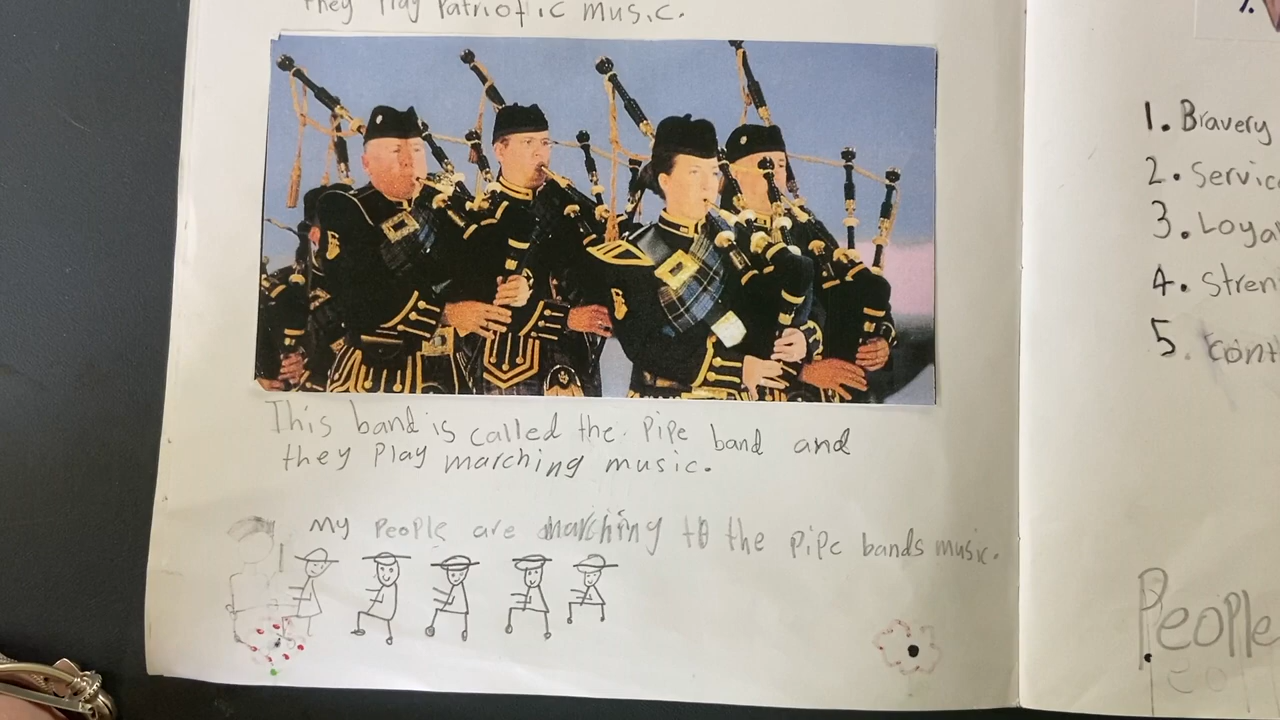 they Play Patriotic music.
This band is called the Pipe band and
they Play marching music.
My People are marching to the pipe bands music.
1. Bravery
2. Servic
3. Loya
4. Stren
5. cont
People